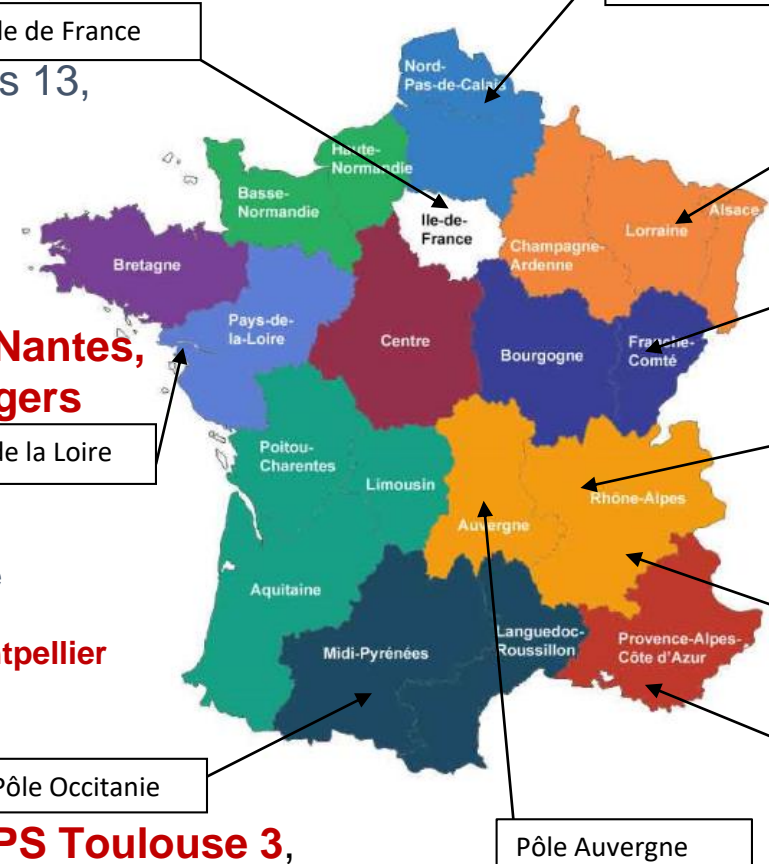 le de France
s 13,
Nord-
Pas-de-Calais
Haute-
Normandie
Basse-
Normandie
Ile-de-
France
Champagne-
Ardenne
Lorraine
Alsace
Bretagne
Pays-de-
la-Loire
Centre
Bourgogne
Franche-
Comté
Nantes,
gers
de la Loire
Poitou-
Charentes
Limousin
Auvergne
Rhône-Alpes
Aquitaine
tpellier
Midi-Pyrénées
Languedoc-
Roussillon
Provence-Alpes-
Côte d'Azur
Pôle Occitanie
PS Toulouse 3,
Pôle Auvergne